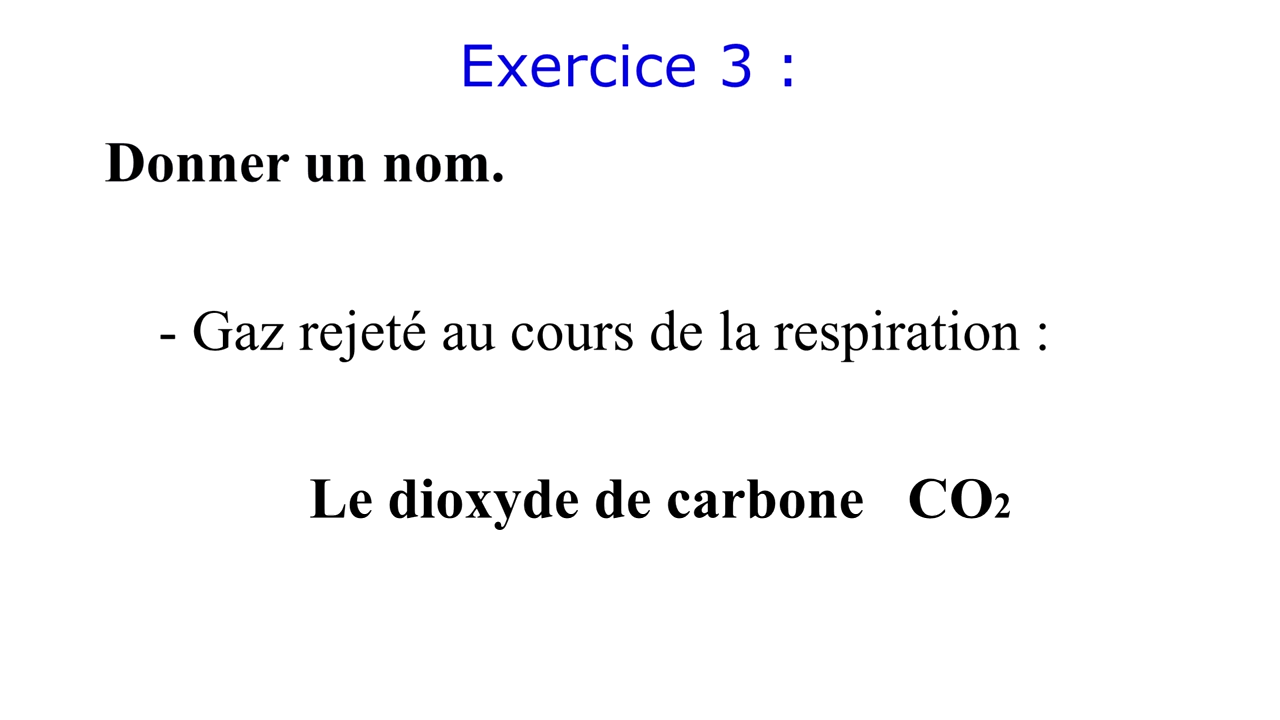 Exercice 3 :
Donner un nom.
- Gaz rejeté au cours de la respiration :
Le dioxyde de carbone CO₂